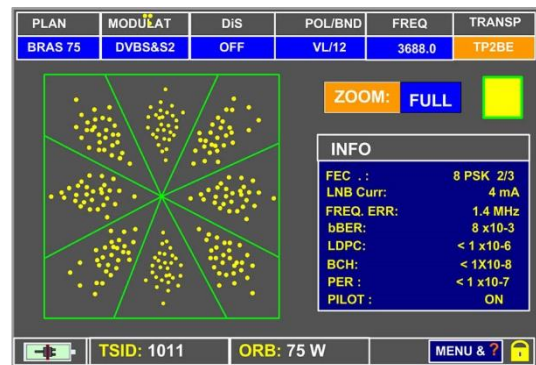 PLAN MODULAT DiS POL/BND FREQ TRANSP
BRAS 75 DVBS&S2 OFF VL/12 3688.0 TP2BE
ZOOM: FULL
INFO
FEC .: 8 PSK 2/3
LNB Curr: 4 mA
FREQ. ERR: 1.4 MHz
bBER: 8 x10-3
LDPC: < 1 x10-6
BCH: < 1X10-8
PER : < 1 x10-7
PILOT : ON
TSID: 1011 ORB: 75 W MENU & ?